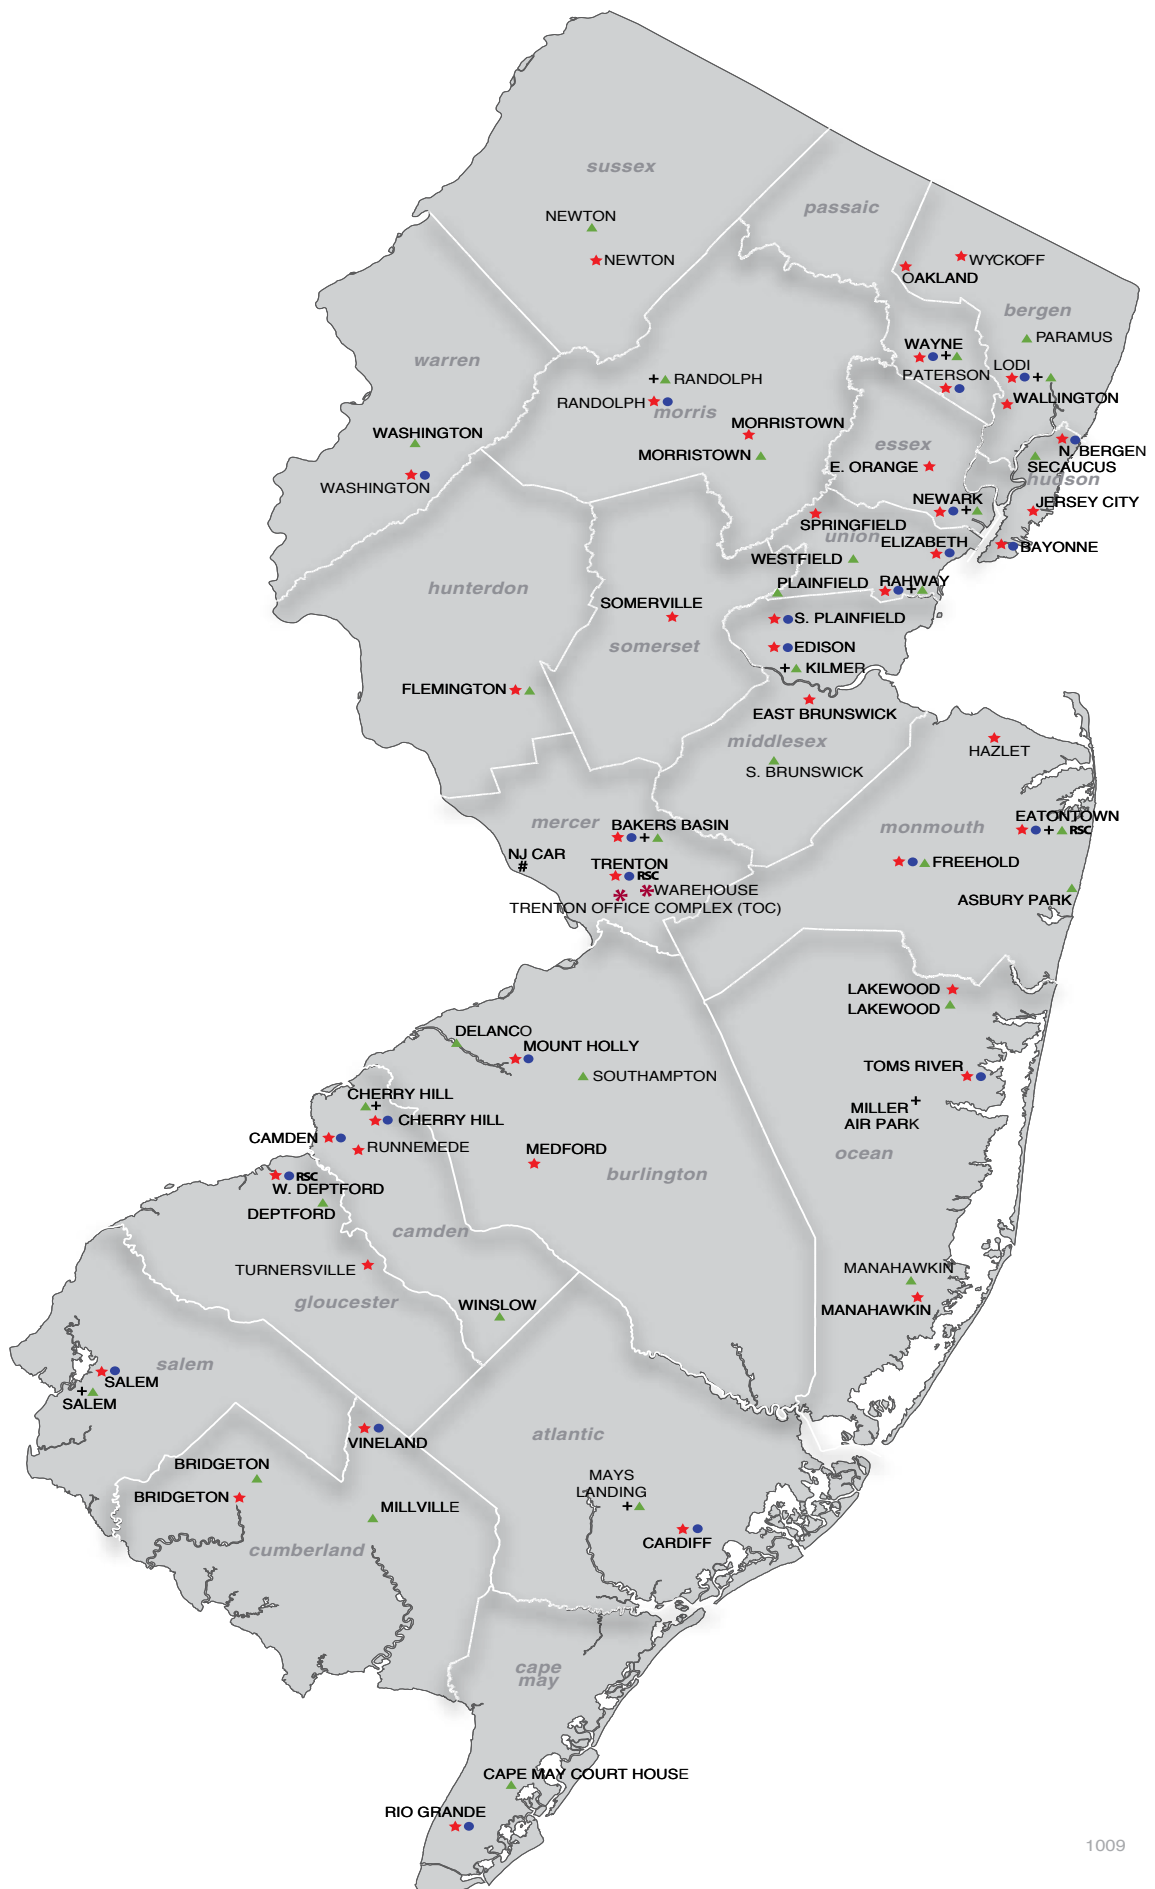 sussex
passaic
NEWTON
NEWTON
WYCKOFF
OAKLAND
bergen
WAYNE
PARAMUS
warren
LODI
PATERSON
+ RANDOLPH
RANDOLPH
morris
WALLINGTON
MORRISTOWN
WASHINGTON
essex
N. BERGEN
MORRISTOWN
E. ORANGE
SECAUCUS
hudson
WASHINGTON
NEWARK
JERSEY CITY
SPRINGFIELD
union
ELIZABETH
BAYONNE
WESTFIELD
PLAINFIELD
RAHWAY
hunterdon
SOMERVILLE
S. PLAINFIELD
somerset
EDISON
+ KILMER
FLEMINGTON
EAST BRUNSWICK
middlesex
HAZLET
S. BRUNSWICK
mercer
BAKERS BASIN
EATONTOWN
RSC
monmouth
NJ CAR
#
TRENTON
RSC
FREEHOLD
WAREHOUSE
ASBURY PARK
TRENTON OFFICE COMPLEX (TOC)
LAKEWOOD
LAKEWOOD
DELANCO
MOUNT HOLLY
TOMS RIVER
SOUTHAMPTON
CHERRY HILL
CHERRY HILL
MILLER
AIR PARK
CAMDEN
RUNNEMEDE
MEDFORD
ocean
burlington
RSC
W. DEPTFORD
DEPTFORD
camden
TURNERSVILLE
MANAHAWKIN
gloucester
WINSLOW
MANAHAWKIN
salem
SALEM
SALEM
atlantic
VINELAND
BRIDGETON
MAYS
LANDING
BRIDGETON
MILLVILLE
CARDIFF
cumberland
cape
may
CAPE MAY COURT HOUSE
RIO GRANDE
1009